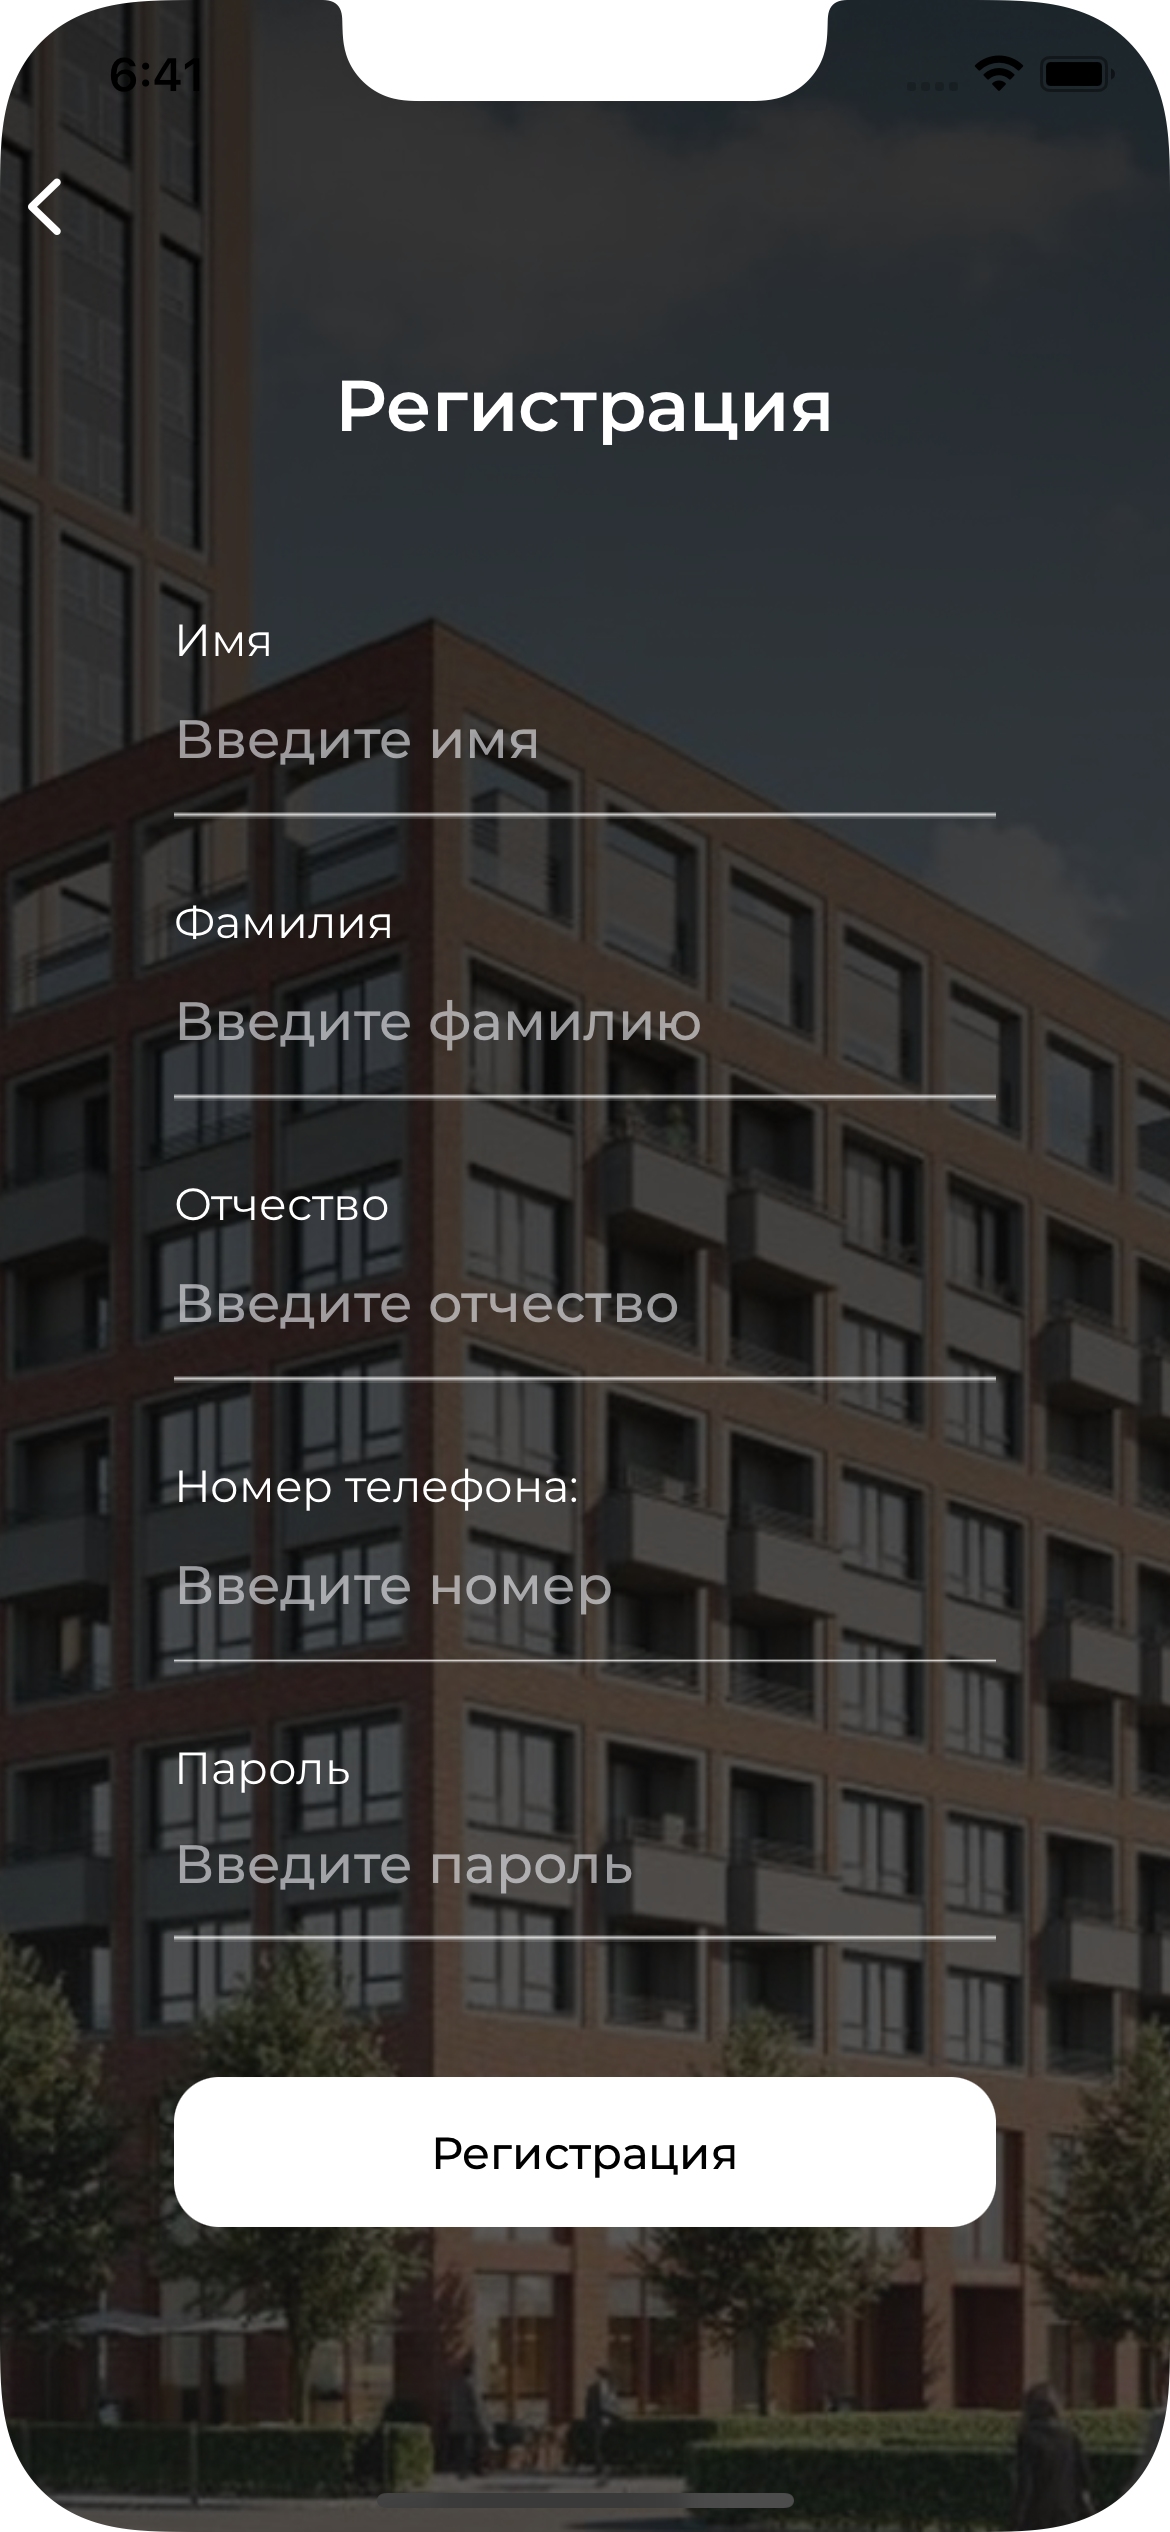 6:41
Регистрация
Имя
Введите имя
Фамилия
Введите фамилию
Отчество
Введите отчество
Номер телефона:
Введите номер
Пароль
Введите пароль
Регистрация